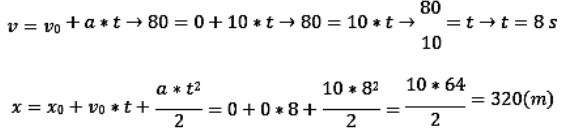 v = v₀ + a * t → 80 = 0 + 10 * t → 80 = 10 * t → 80/10 = t → t = 8 s
x = x₀ + v₀ * t + a * t²/2 = 0 + 0 * 8 + 10 * 8²/2 = 10 * 64/2 = 320(m)